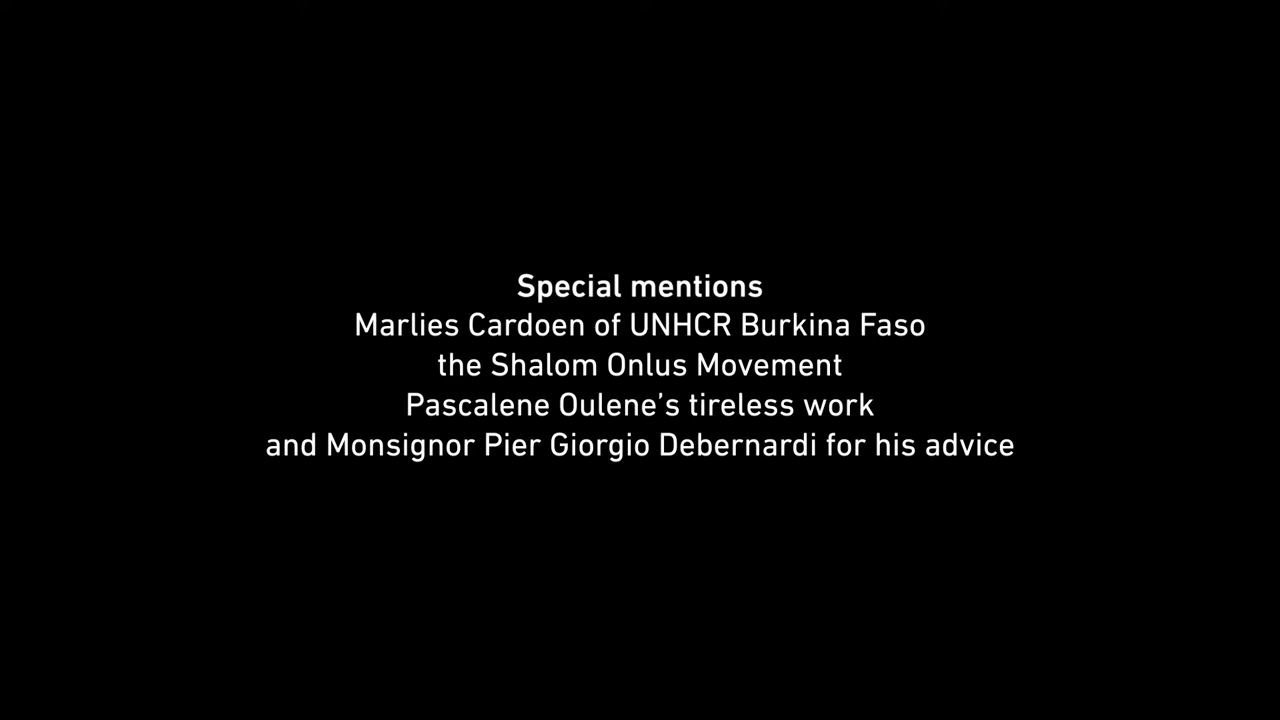 Special mentions
Marlies Cardoen of UNHCR Burkina Faso
the Shalom Onlus Movement
Pascalene Oulene’s tireless work
and Monsignor Pier Giorgio Debernardi for his advice